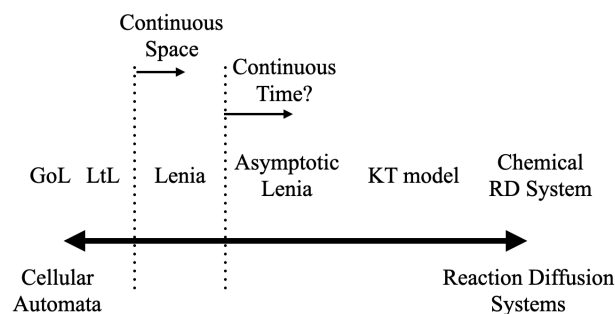 Continuous
Space
Continuous
Time?
GoL LtL Lenia Asymptotic
Lenia KT model Chemical
RD System
Cellular
Automata
Reaction Diffusion
Systems